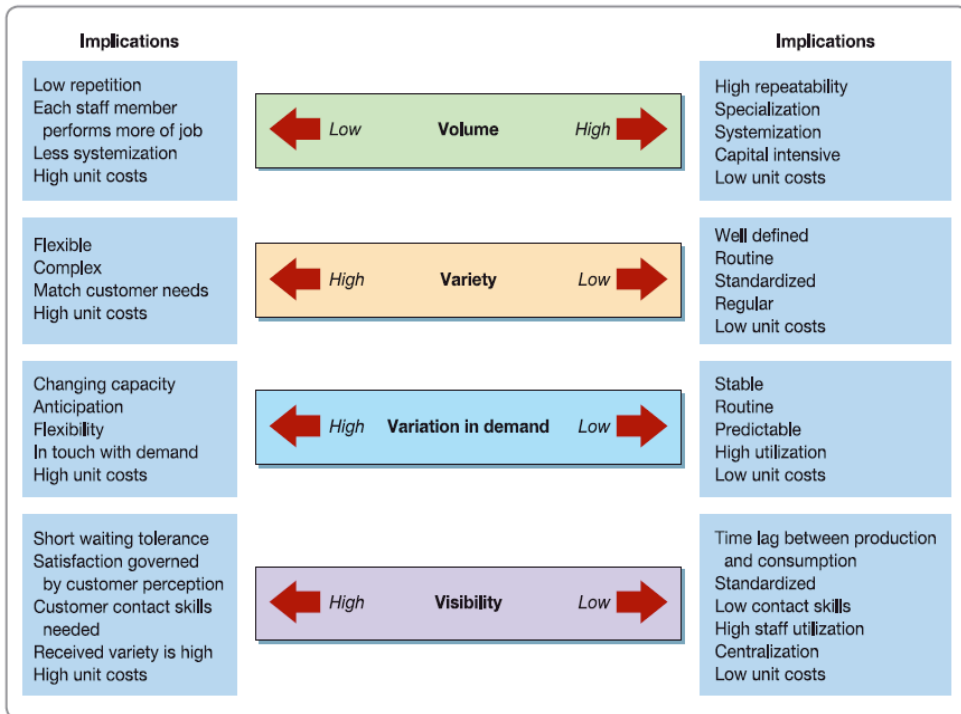 Implications
Implications
Low repetition
Each staff member
performs more of job
Less systemization
High unit costs
Low
Volume
High
High repeatability
Specialization
Systemization
Capital intensive
Low unit costs
Flexible
Complex
Match customer needs
High unit costs
High
Variety
Low
Well defined
Routine
Standardized
Regular
Low unit costs
Changing capacity
Anticipation
Flexibility
In touch with demand
High unit costs
High
Variation in demand
Low
Stable
Routine
Predictable
High utilization
Low unit costs
Short waiting tolerance
Satisfaction governed
by customer perception
Customer contact skills
needed
Received variety is high
High unit costs
High
Visibility
Low
Time lag between production
and consumption
Standardized
Low contact skills
High staff utilization
Centralization
Low unit costs